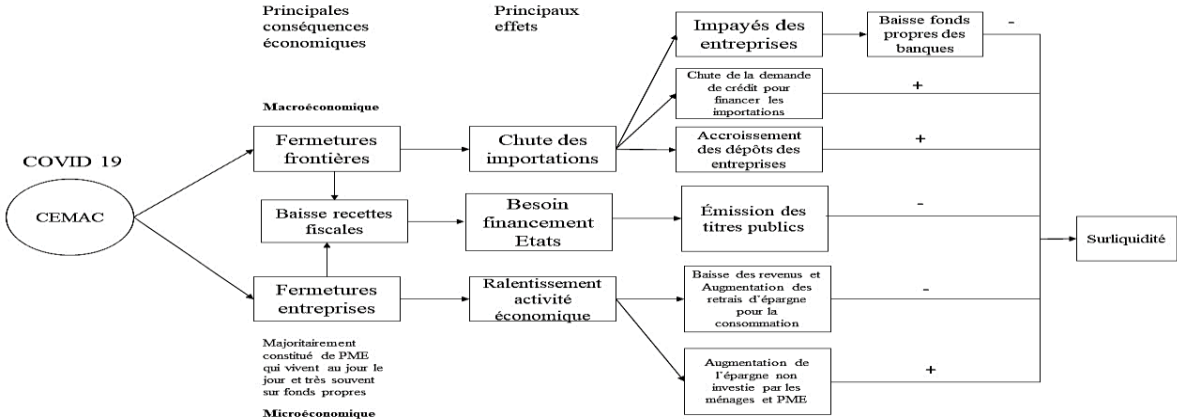 Principales
conséquences
économiques
Principaux
effets
Impayés des
entreprises
Baisse fonds
propres des
banques
-
Chute de la demande
de crédit pour
financer les
importations
+
Macroéconomique
Fermetures
frontières
Chute des
importations
Accroissement
des dépôts des
entreprises
+
COVID 19
CEMAC
Baisse recettes
fiscales
Besoin
financement
Etats
Émission des
titres publics
-
Surliquidité
Fermetures
entreprises
Ralentissement
activité
économique
Baisse des revenus et
Augmentation des
retrais d'épargne
pour la
consommation
-
Majoritairement
constitué de PME
qui vivent au jour le
jour et très souvent
sur fonds propres
Microéconomique
Augmentation de
l'épargne non
investie par les
ménages et PME
+